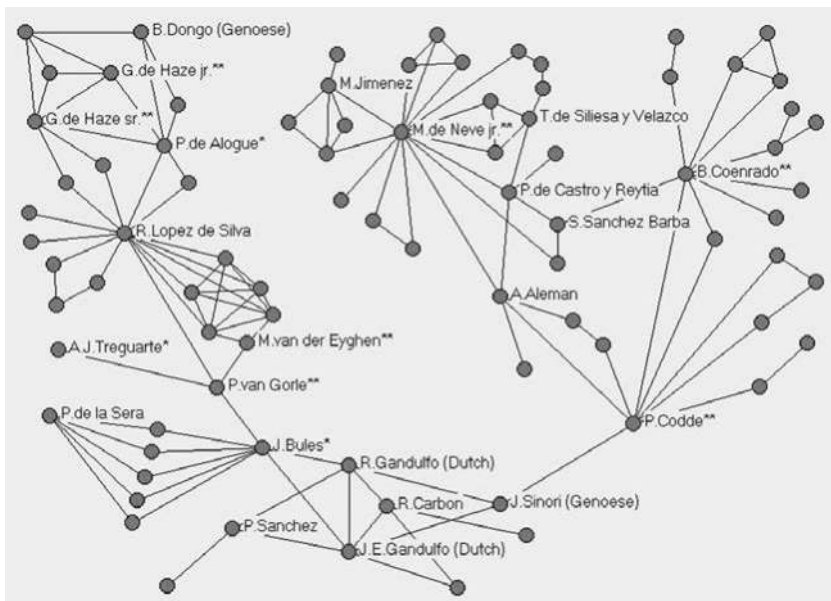 B.Dongo (Genoese)
G.de Haze jr.**
M.Jimenez
G.de Haze sr.**
T.de Siliesa y Velazco
M.de Neve jr.**
P.de Alogue*
B.Coenrado**
P.de Castro y Reytia
S.Sanchez Barba
R.Lopez de Silva
A.Aleman
M.van der Eyghen**
A.J.Treguarte*
P.van Gorle**
P.de la Sera
P.Codde**
J.Bules*
R.Gandulfo (Dutch)
R.Carbon
J.Sinori (Genoese)
P.Sanchez
J.E.Gandulfo (Dutch)